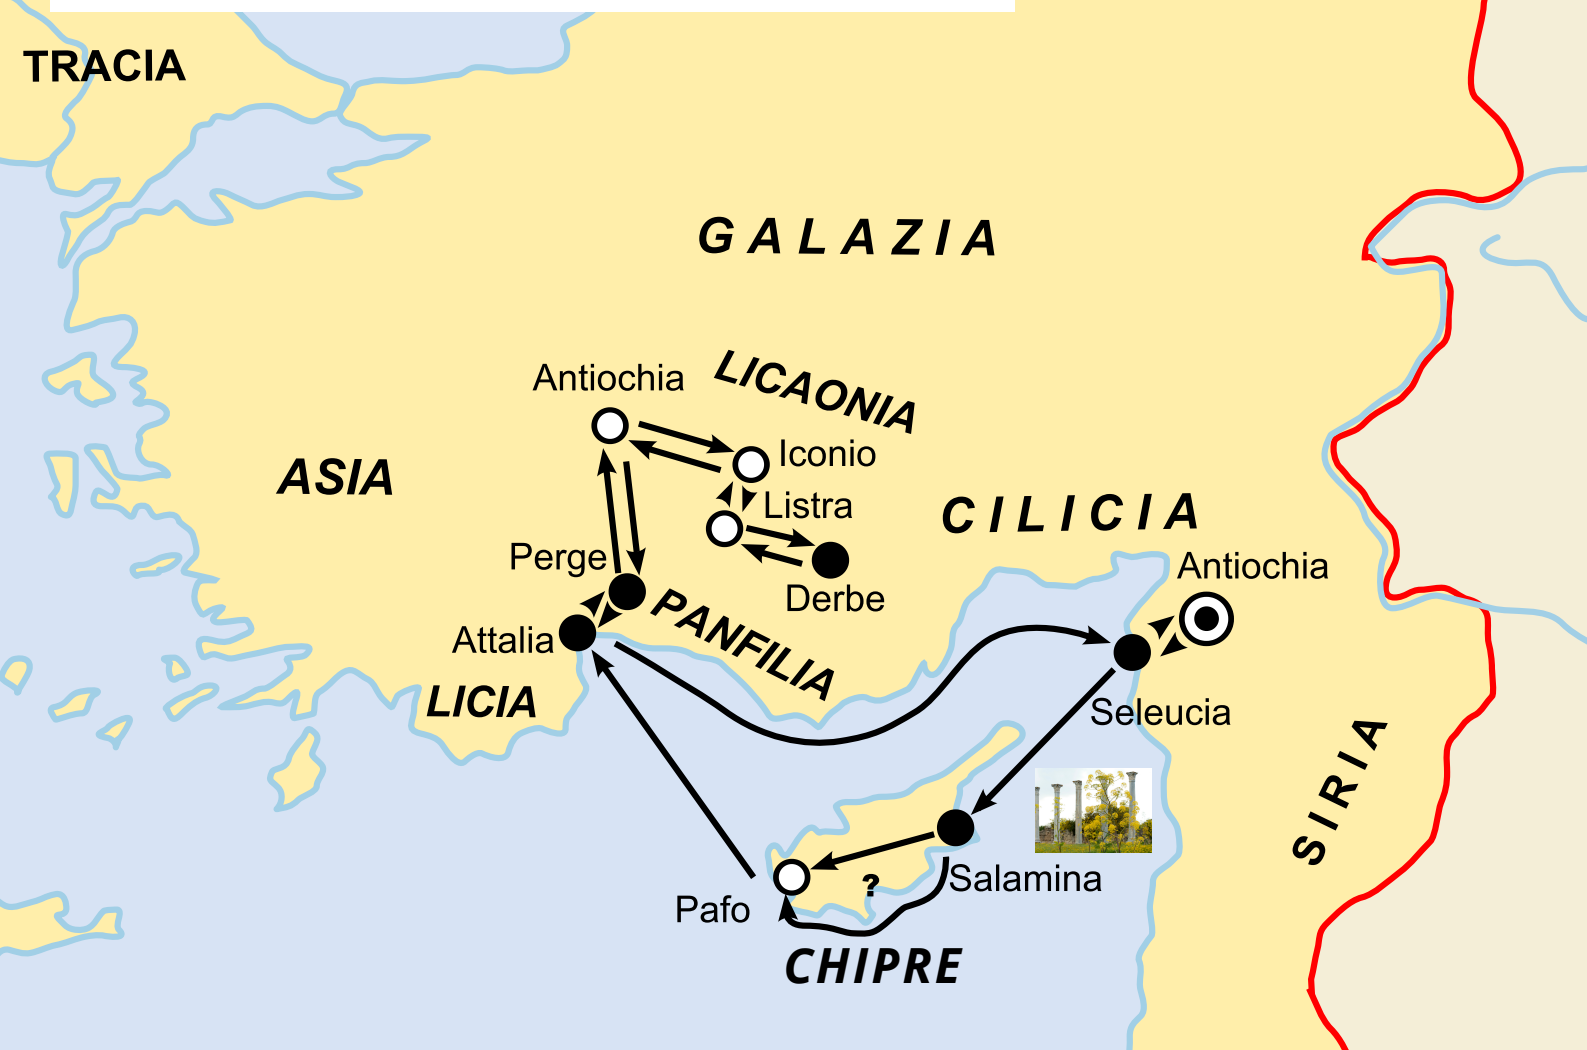 TRACIA
GALAZIA
LICAONIA
Antiochia
Iconio
ASIA
Listra
CILICIA
Perge
Antiochia
Derbe
PANFILIA
Attalia
LICIA
Seleucia
SIRIA
Salamina
?
Pafo
CHIPRE